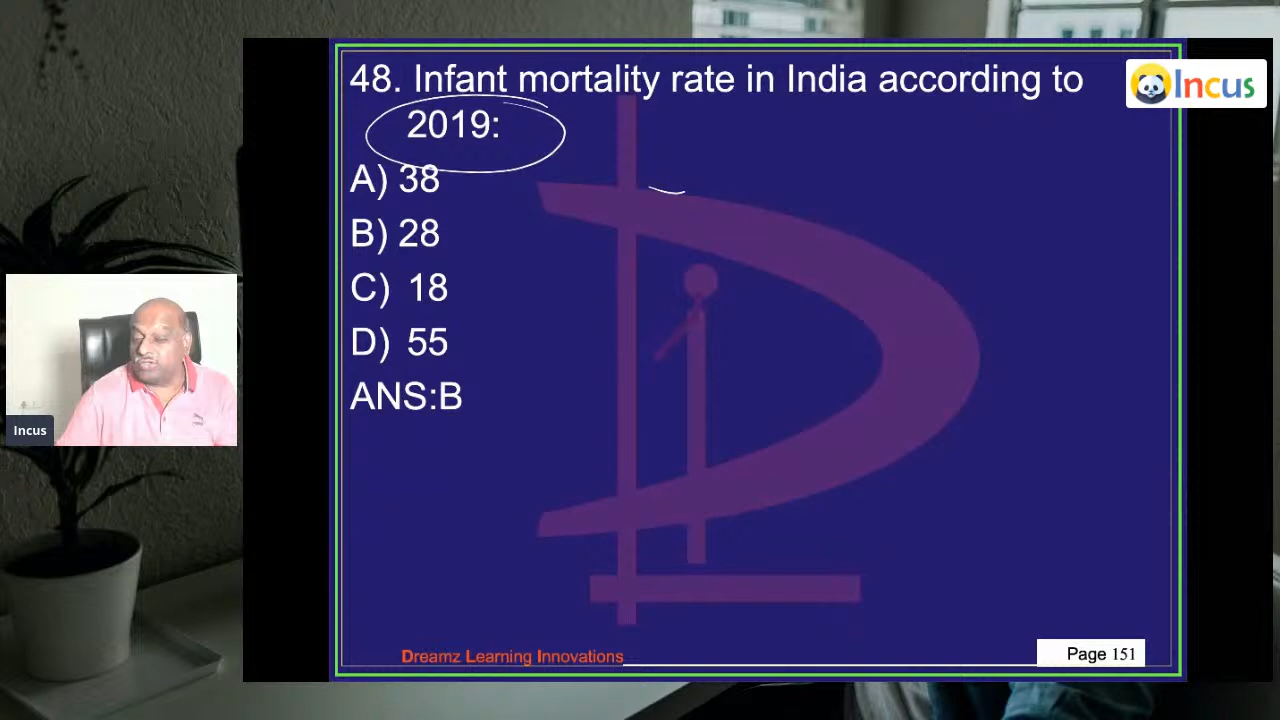 48. Infant mortality rate in India according to
2019:
A) 38
B) 28
C) 18
D) 55
ANS:B
Incus
Incus
Dreamz Learning Innovations
Page 151